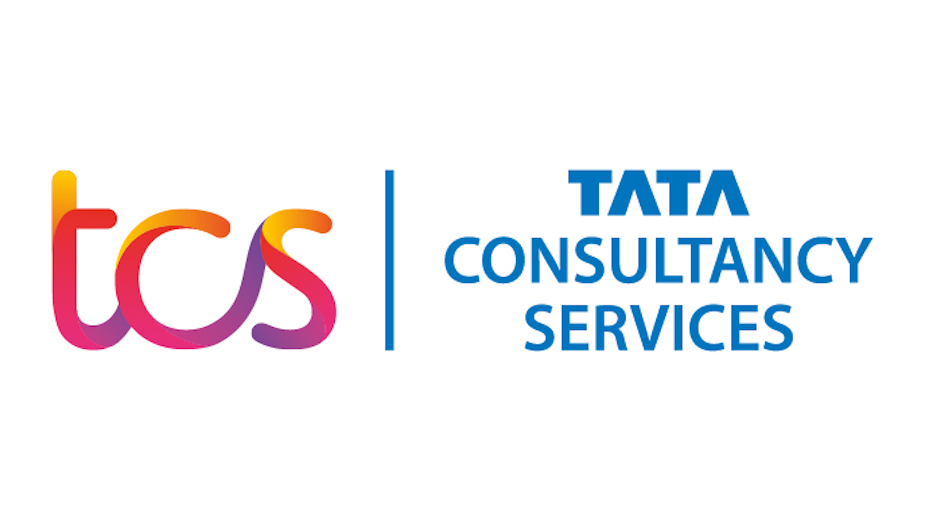 tcs
TATA
CONSULTANCY
SERVICES